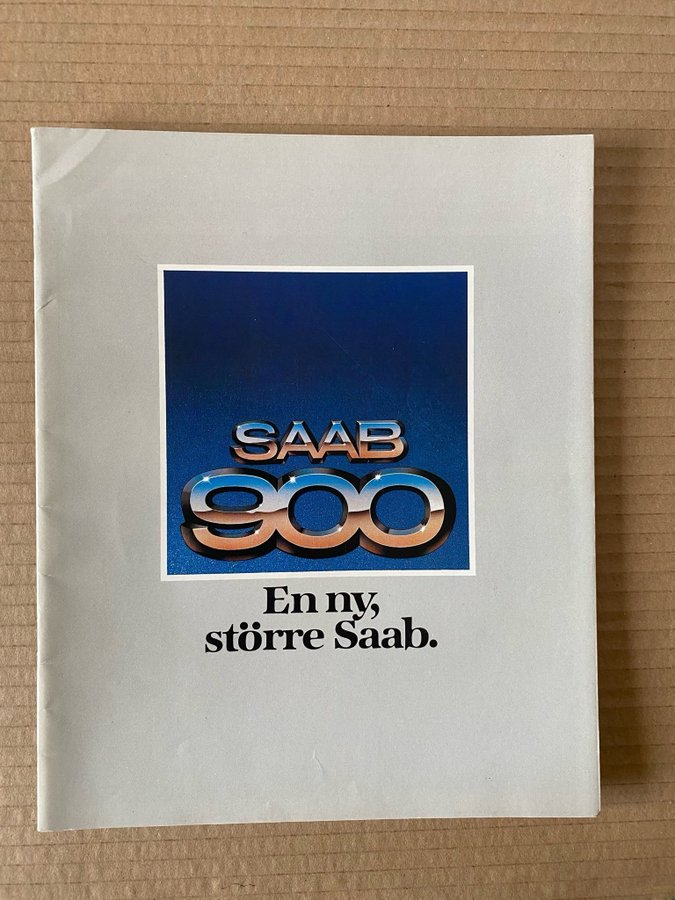 SAAB
900
En ny,
större Saab.